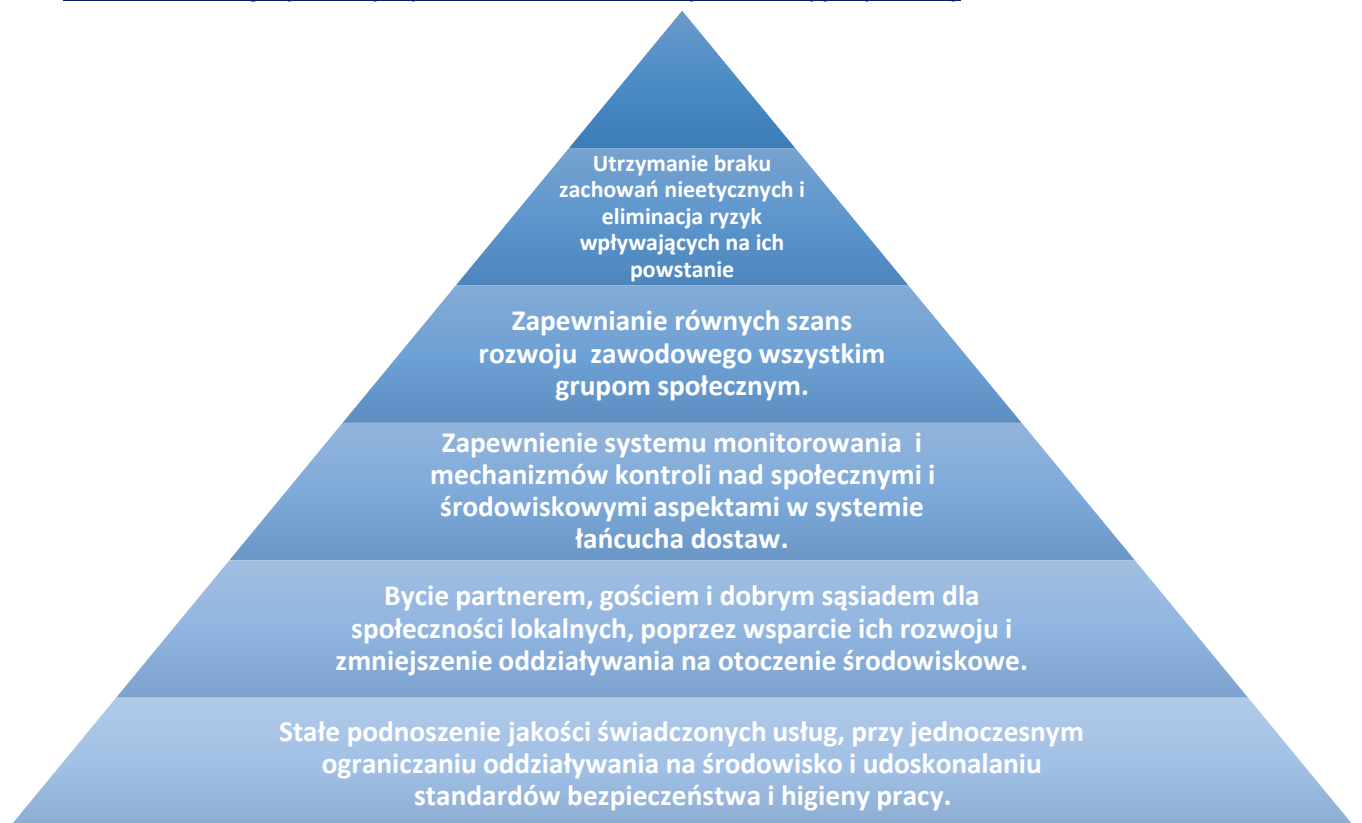 Utrzymanie braku
zachowań nieetycznych i
eliminacja ryzyk
wpływających na ich
powstanie
Zapewnianie równych szans
rozwoju zawodowego wszystkim
grupom społecznym.
Zapewnienie systemu monitorowania i
mechanizmów kontroli nad społecznymi i
środowiskowymi aspektami w systemie
łańcucha dostaw.
Bycie partnerem, gościem i dobrym sąsiadem dla
społeczności lokalnych, poprzez wsparcie ich rozwoju i
zmniejszenie oddziaływania na otoczenie środowiskowe.
Stałe podnoszenie jakości świadczonych usług, przy jednoczesnym
ograniczaniu oddziaływania na środowisko i udoskonalaniu
standardów bezpieczeństwa i higieny pracy.